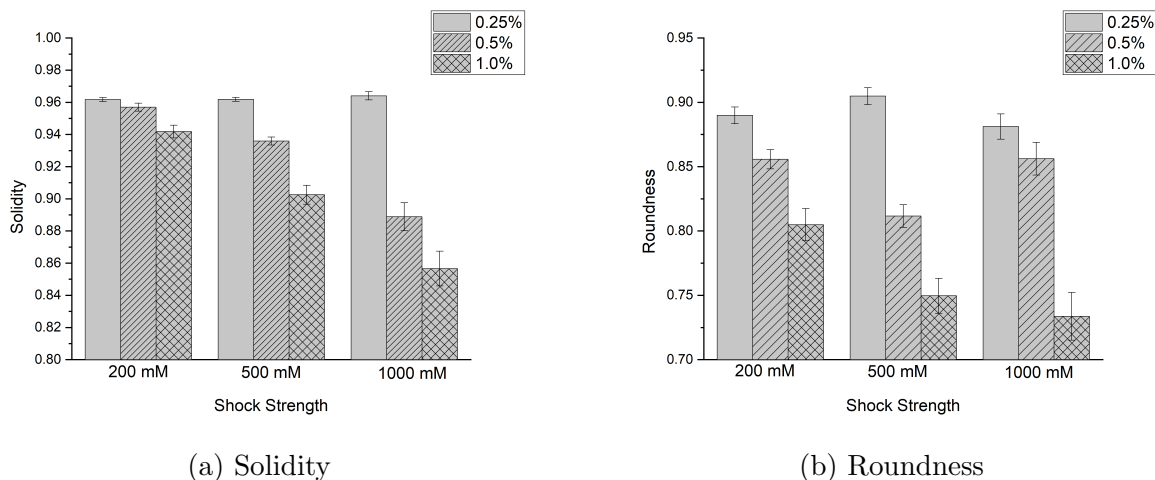 0.25%
0.5%
1.0%
1.00
0.98
0.96
0.94
0.92
0.90
0.88
0.86
0.84
0.82
0.80
Solidity
200 mM 500 mM 1000 mM
Shock Strength
(a) Solidity
0.25%
0.5%
1.0%
0.95
0.90
0.85
0.80
0.75
0.70
Roundness
200 mM 500 mM 1000 mM
Shock Strength
(b) Roundness